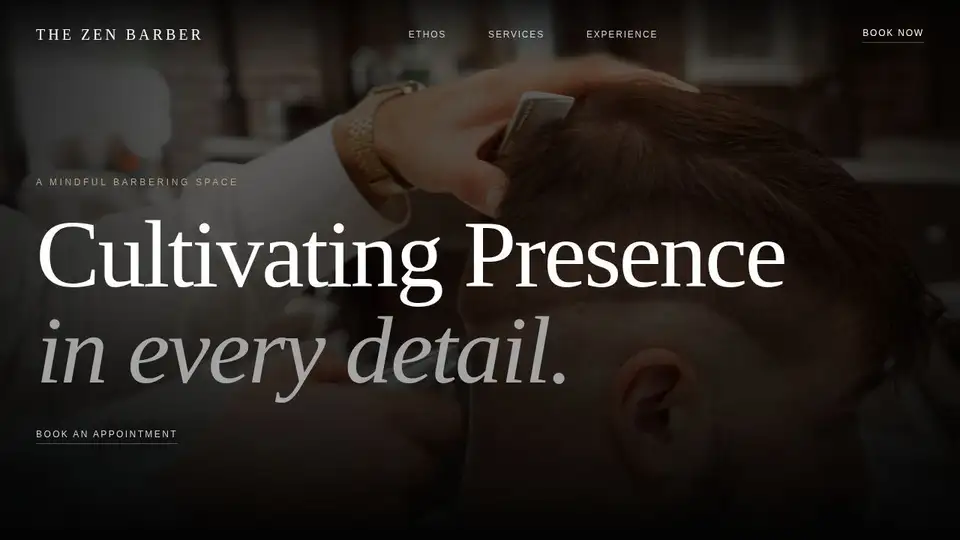 THE ZEN BARBER
ETHOS
SERVICES
EXPERIENCE
BOOK NOW
A MINDFUL BARBERING SPACE
Cultivating Presence
in every detail.
BOOK AN APPOINTMENT